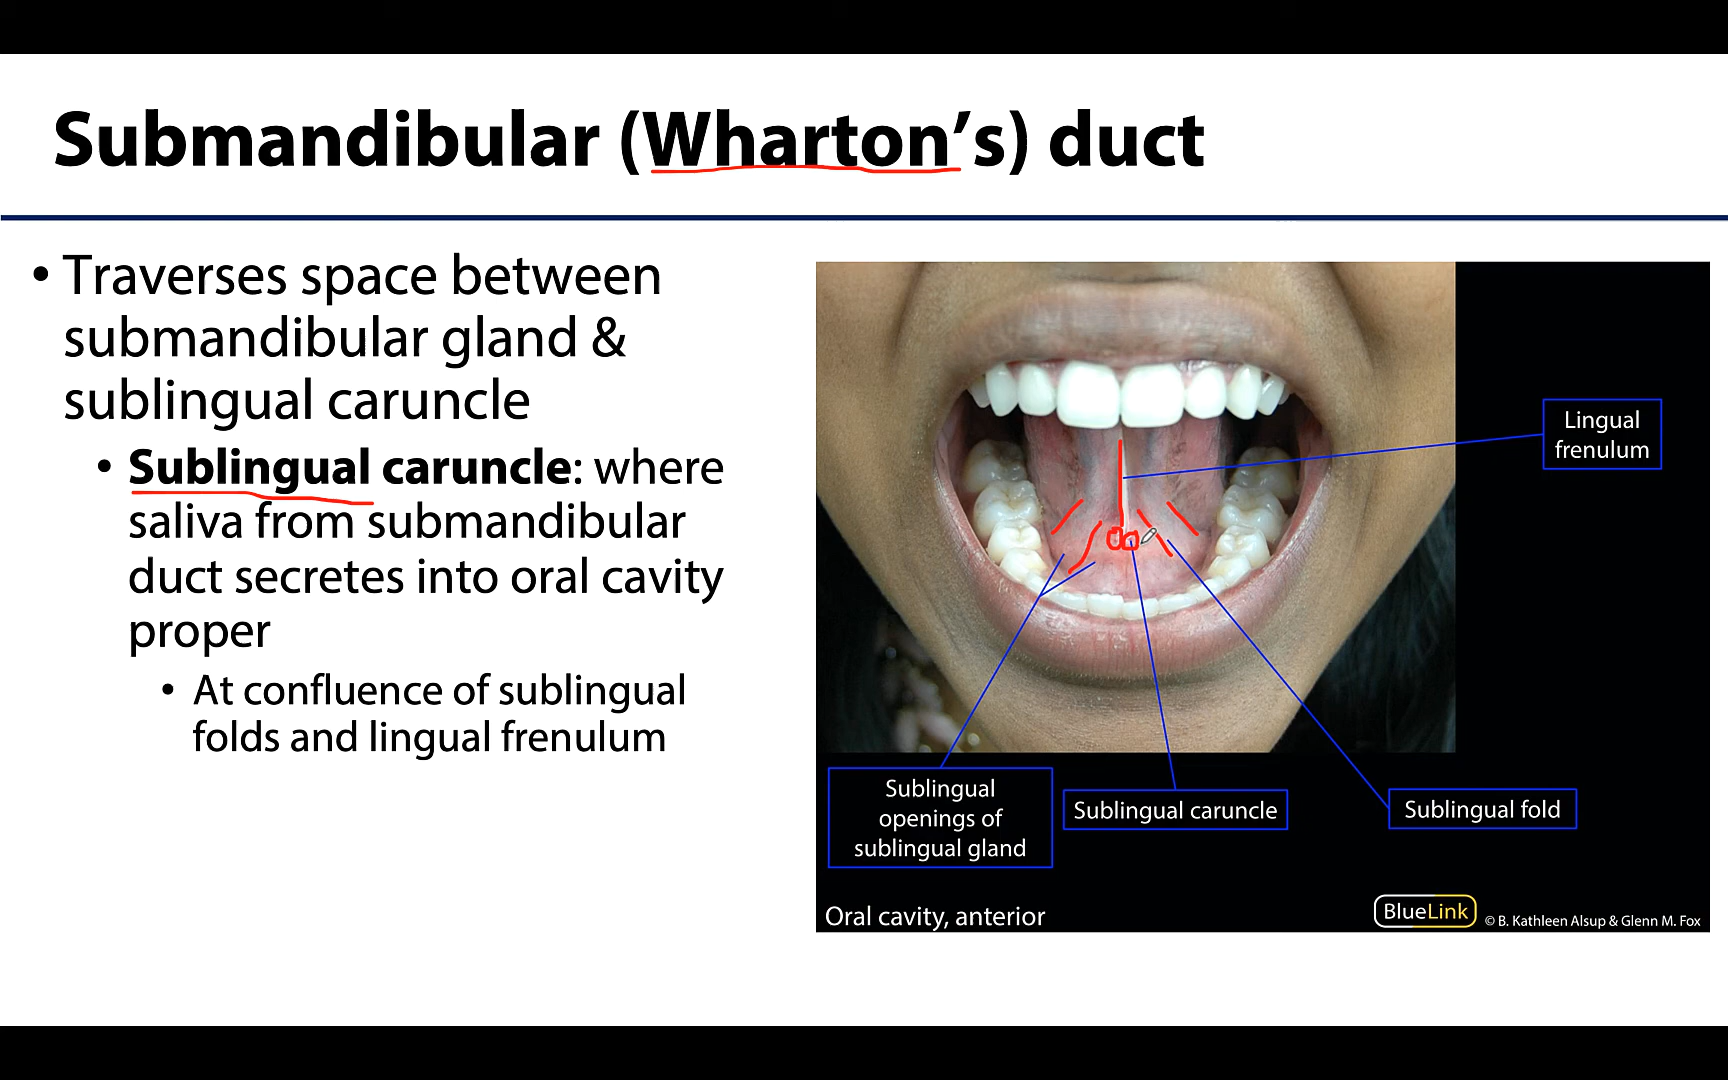 Submandibular (Wharton’s) duct
• Traverses space between
submandibular gland &
sublingual caruncle
• Sublingual caruncle: where
saliva from submandibular
duct secretes into oral cavity
proper
• At confluence of sublingual
folds and lingual frenulum
Lingual
frenulum
Sublingual
openings of
sublingual gland
Sublingual caruncle
Sublingual fold
Oral cavity, anterior
BlueLink
© B. Kathleen Alsup & Glenn M. Fox